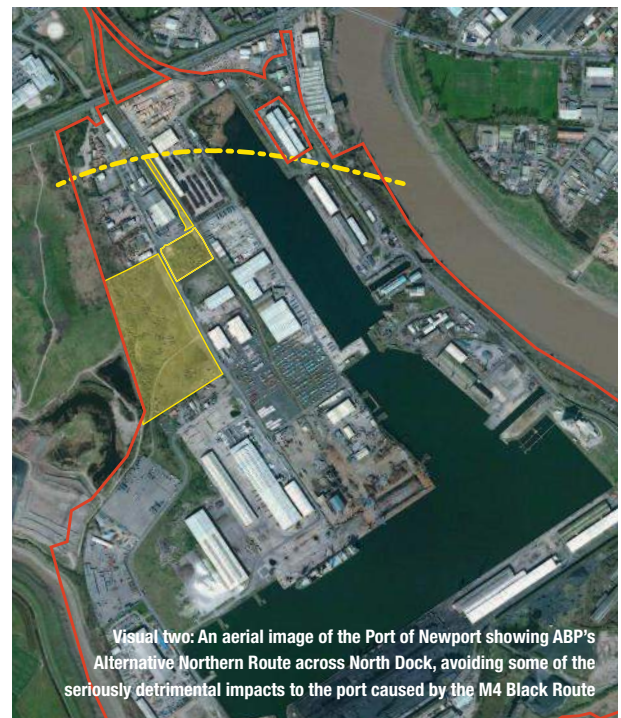 Visual two: An aerial image of the Port of Newport showing ABP's
Alternative Northern Route across North Dock, avoiding some of the
seriously detrimental impacts to the port caused by the M4 Black Route